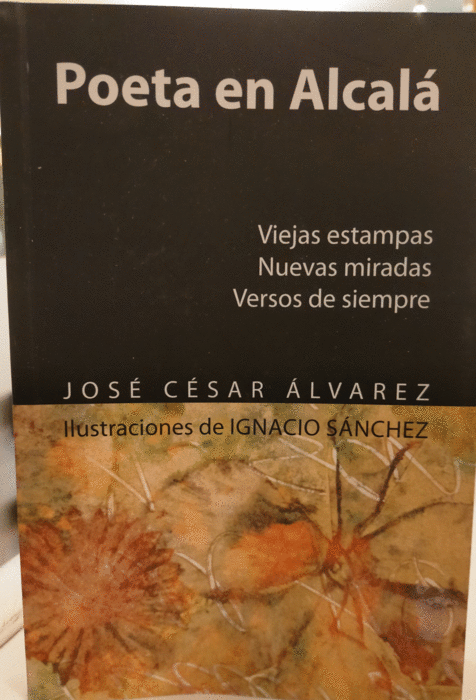 Poeta en Alcalá
Viejas estampas
Nuevas miradas
Versos de siempre
JOSÉ CÉSAR ÁLVAREZ
Ilustraciones de IGNACIO SÁNCHEZ